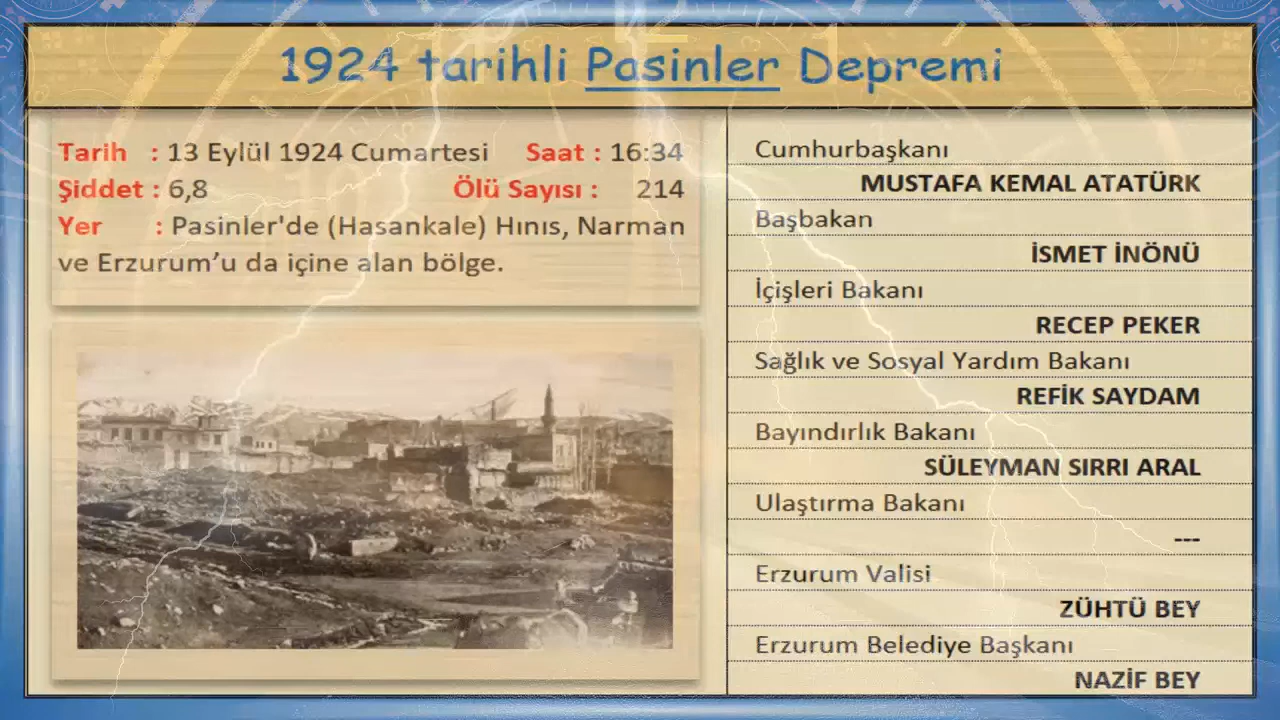 1924 tarihli Pasinler Depremi
Tarih : 13 Eylül 1924 Cumartesi Saat : 16:34
Şiddet : 6,8 Ölü Sayısı : 214
Yer : Pasinler'de (Hasankale) Hınıs, Narman
ve Erzurum’u da içine alan bölge.
Cumhurbaşkanı
MUSTAFA KEMAL ATATÜRK
Başbakan
İSMET İNÖNÜ
İçişleri Bakanı
RECEP PEKER
Sağlık ve Sosyal Yardım Bakanı
REFİK SAYDAM
Bayındırlık Bakanı
SÜLEYMAN SIRRI ARAL
Ulaştırma Bakanı
---
Erzurum Valisi
ZÜHTÜ BEY
Erzurum Belediye Başkanı
NAZİF BEY